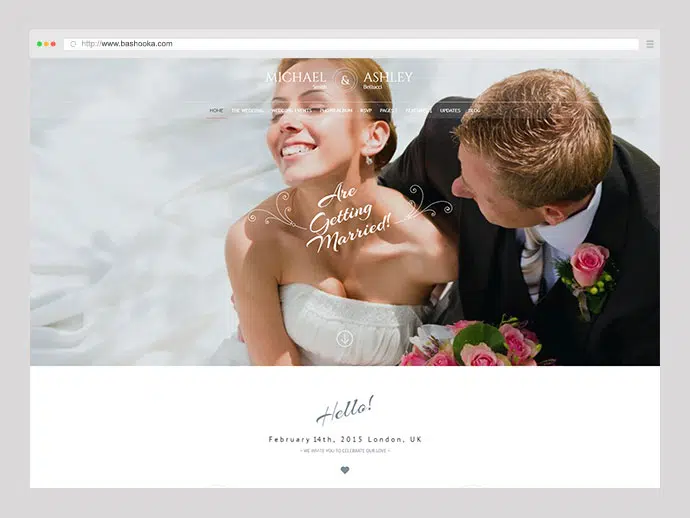 http://www.bashooka.com
MICHAEL & ASHLEY
Smith Bellucci
HOME THE WEDDING WEDDING EVENTS PHOTO ALBUM RSVP PAGES FEATURES UPDATES BLOG
Are
Getting
Married!
Hello!
February 14th, 2015 London, UK
- WE INVITE YOU TO CELEBRATE OUR LOVE -